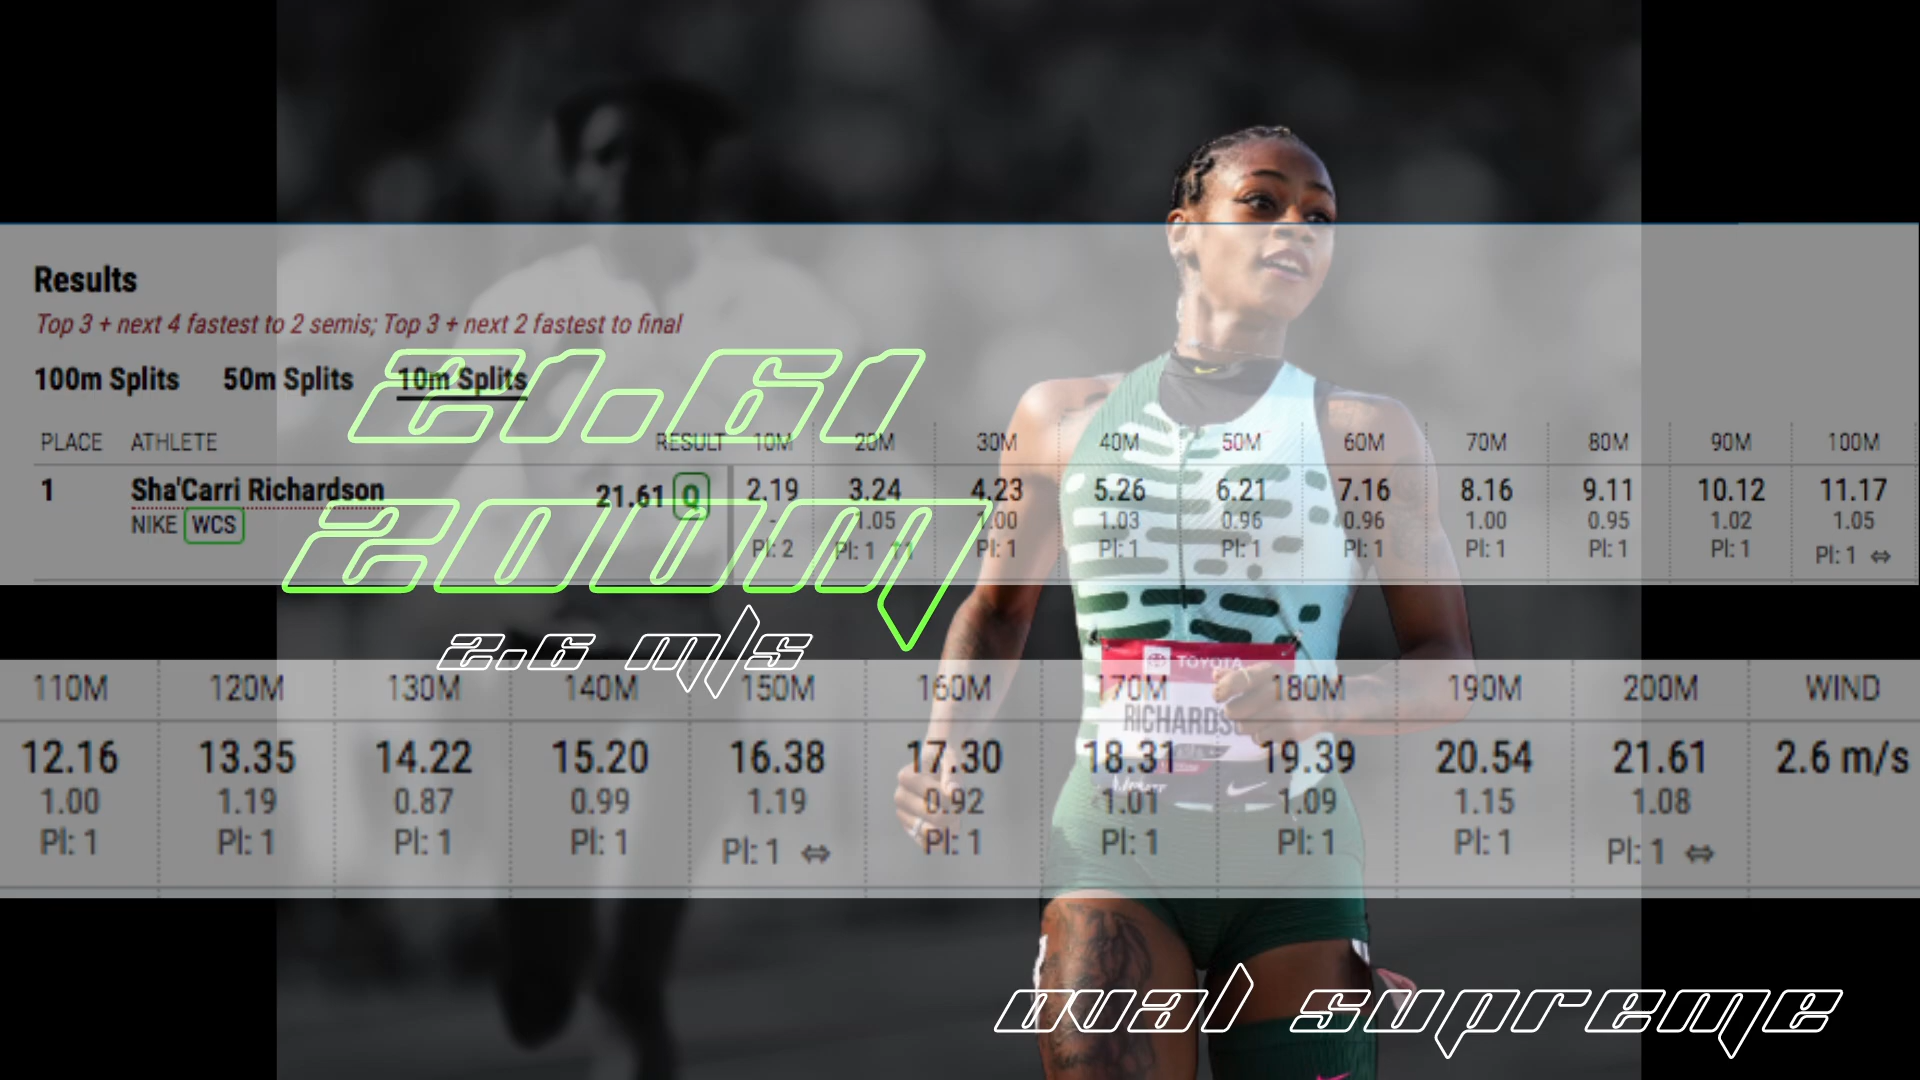 Results
Top 3 + next 4 fastest to 2 semis; Top 3 + next 2 fastest to final
100m Splits 50m Splits 10m Splits
21.61
PLACE ATHLETE RESULT 10M 20M 30M 40M 50M 60M 70M 80M 90M 100M
1 Sha'Carri Richardson 21.61 Q 2.19 3.24 4.23 5.26 6.21 7.16 8.16 9.11 10.12 11.17
NIKE WCS - 1.05 1.00 1.03 0.96 0.96 1.00 0.95 1.02 1.05
Pl: 2 Pl: 1 Pl: 1 Pl: 1 Pl: 1 Pl: 1 Pl: 1 Pl: 1 Pl: 1 Pl: 1 ⇔
200m
2.6 m/s
TOYOTA
110M 120M 130M 140M 150M 160M 170M 180M 190M 200M WIND
12.16 13.35 14.22 15.20 16.38 17.30 18.31 19.39 20.54 21.61 2.6 m/s
1.00 1.19 0.87 0.99 1.19 0.92 1.01 1.09 1.15 1.08
Pl: 1 Pl: 1 Pl: 1 Pl: 1 Pl: 1 ⇔ Pl: 1 Pl: 1 Pl: 1 Pl: 1 Pl: 1 ⇔
oval supreme